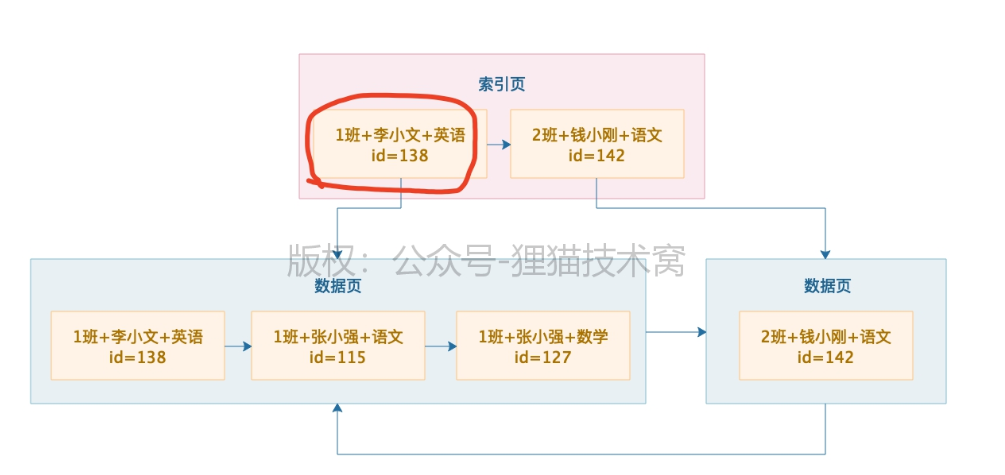 索引页
1班+李小文+英语
id=138
2班+钱小刚+语文
id=142
版权：公众号-狸猫技术窝
数据页
1班+李小文+英语
id=138
1班+张小强+语文
id=115
1班+张小强+数学
id=127
数据页
2班+钱小刚+语文
id=142